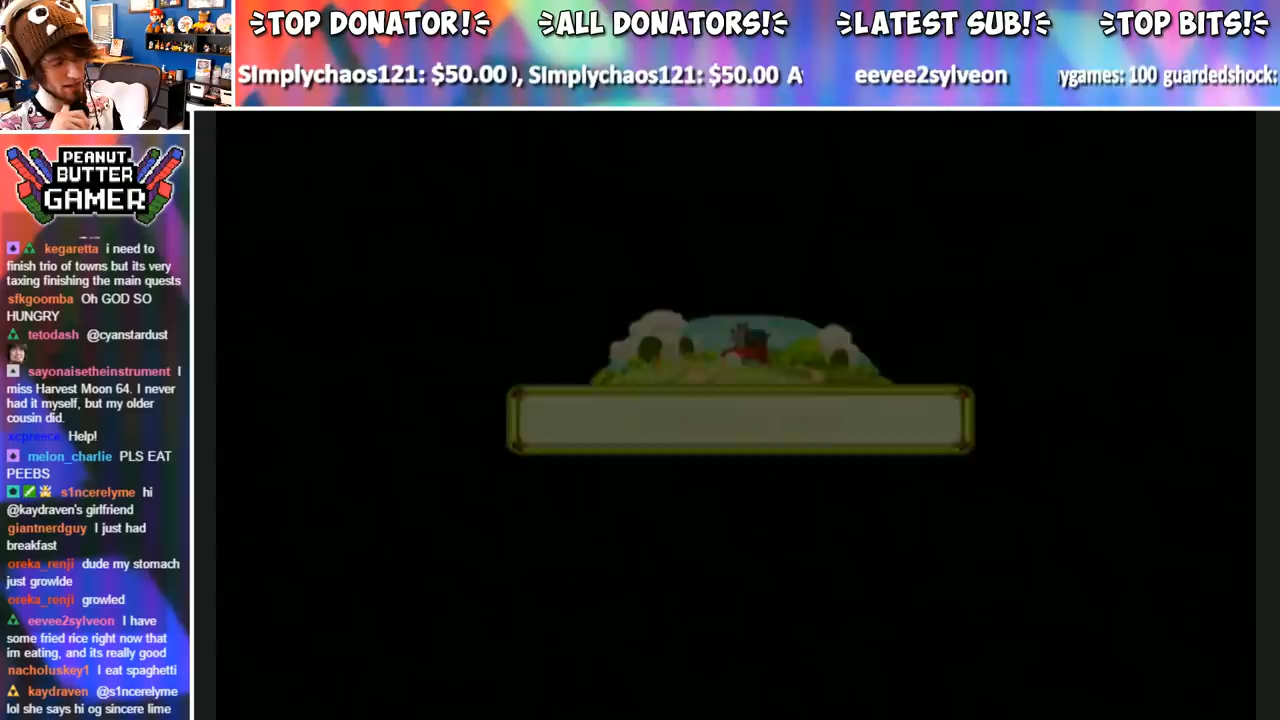 TOP DONATOR!
ALL DONATORS!
LATEST SUB!
TOP BITS!
SImplychaos121: $50.00
), SImplychaos121: $50.00 A
eevee2sylveon
ygames: 100 guardedshock:
PEANUT
BUTTER
GAMER
kegaretta i need to
finish trio of towns but its very
taxing finishing the main quests
sfkgoomba Oh GOD SO
HUNGRY
tetodash @cyanstardust
sayonaisetheinstrument I
miss Harvest Moon 64. I never
had it myself, but my older
cousin did.
xcpreece Help!
melon_charlie PLS EAT
PEEBS
s1ncerelyme hi
@kaydraven's girlfriend
giantnerdguy I just had
breakfast
oreka_renji dude my stomach
just growlde
oreka_renji growled
eevee2sylveon I have
some fried rice right now that
im eating, and its really good
nacholuskey1 I eat spaghetti
kaydraven @s1ncerelyme
lol she says hi og sincere lime